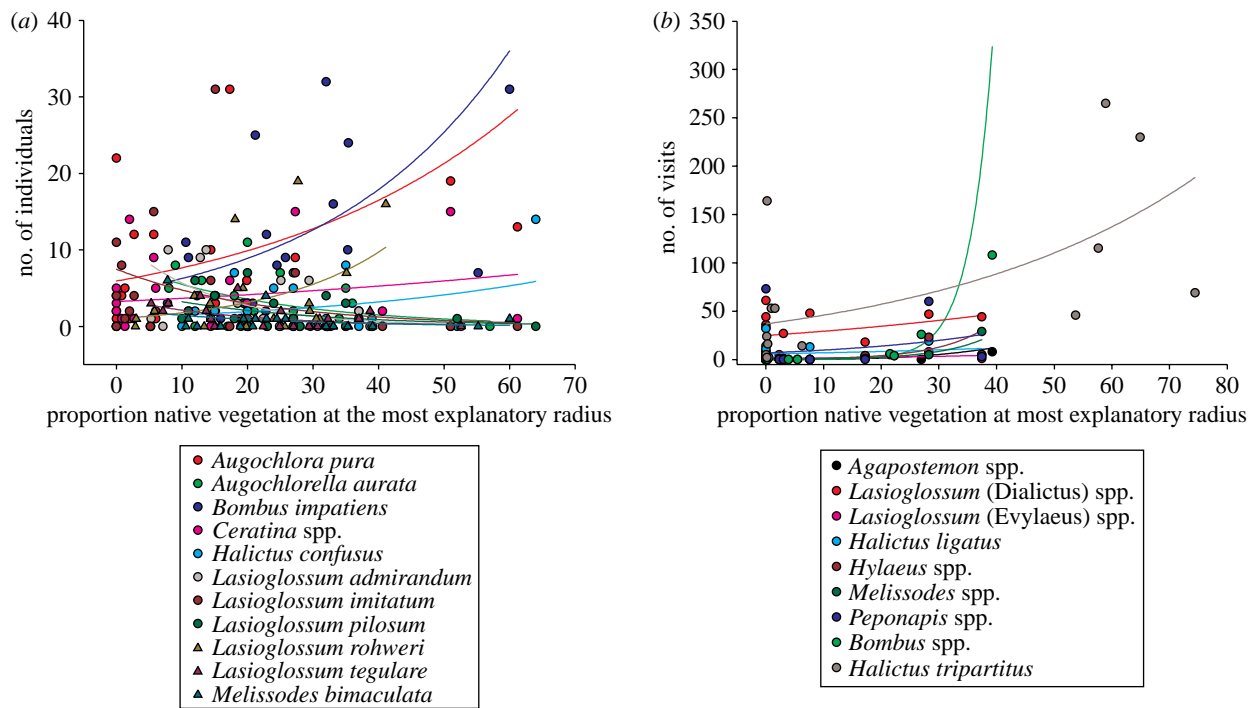 (a)
40
30
20
10
0
no. of individuals
0 10 20 30 40 50 60 70
proportion native vegetation at the most explanatory radius
Augochlora pura
Augochlorella aurata
Bombus impatiens
Ceratina spp.
Halictus confusus
Lasioglossum admirandum
Lasioglossum imitatum
Lasioglossum pilosum
Lasioglossum rohweri
Lasioglossum tegulare
Melissodes bimaculata
(b)
350
300
250
200
150
100
50
0
no. of visits
0 10 20 30 40 50 60 70 80
proportion native vegetation at most explanatory radius
Agapostemon spp.
Lasioglossum (Dialictus) spp.
Lasioglossum (Evylaeus) spp.
Halictus ligatus
Hylaeus spp.
Melissodes spp.
Peponapis spp.
Bombus spp.
Halictus tripartitus